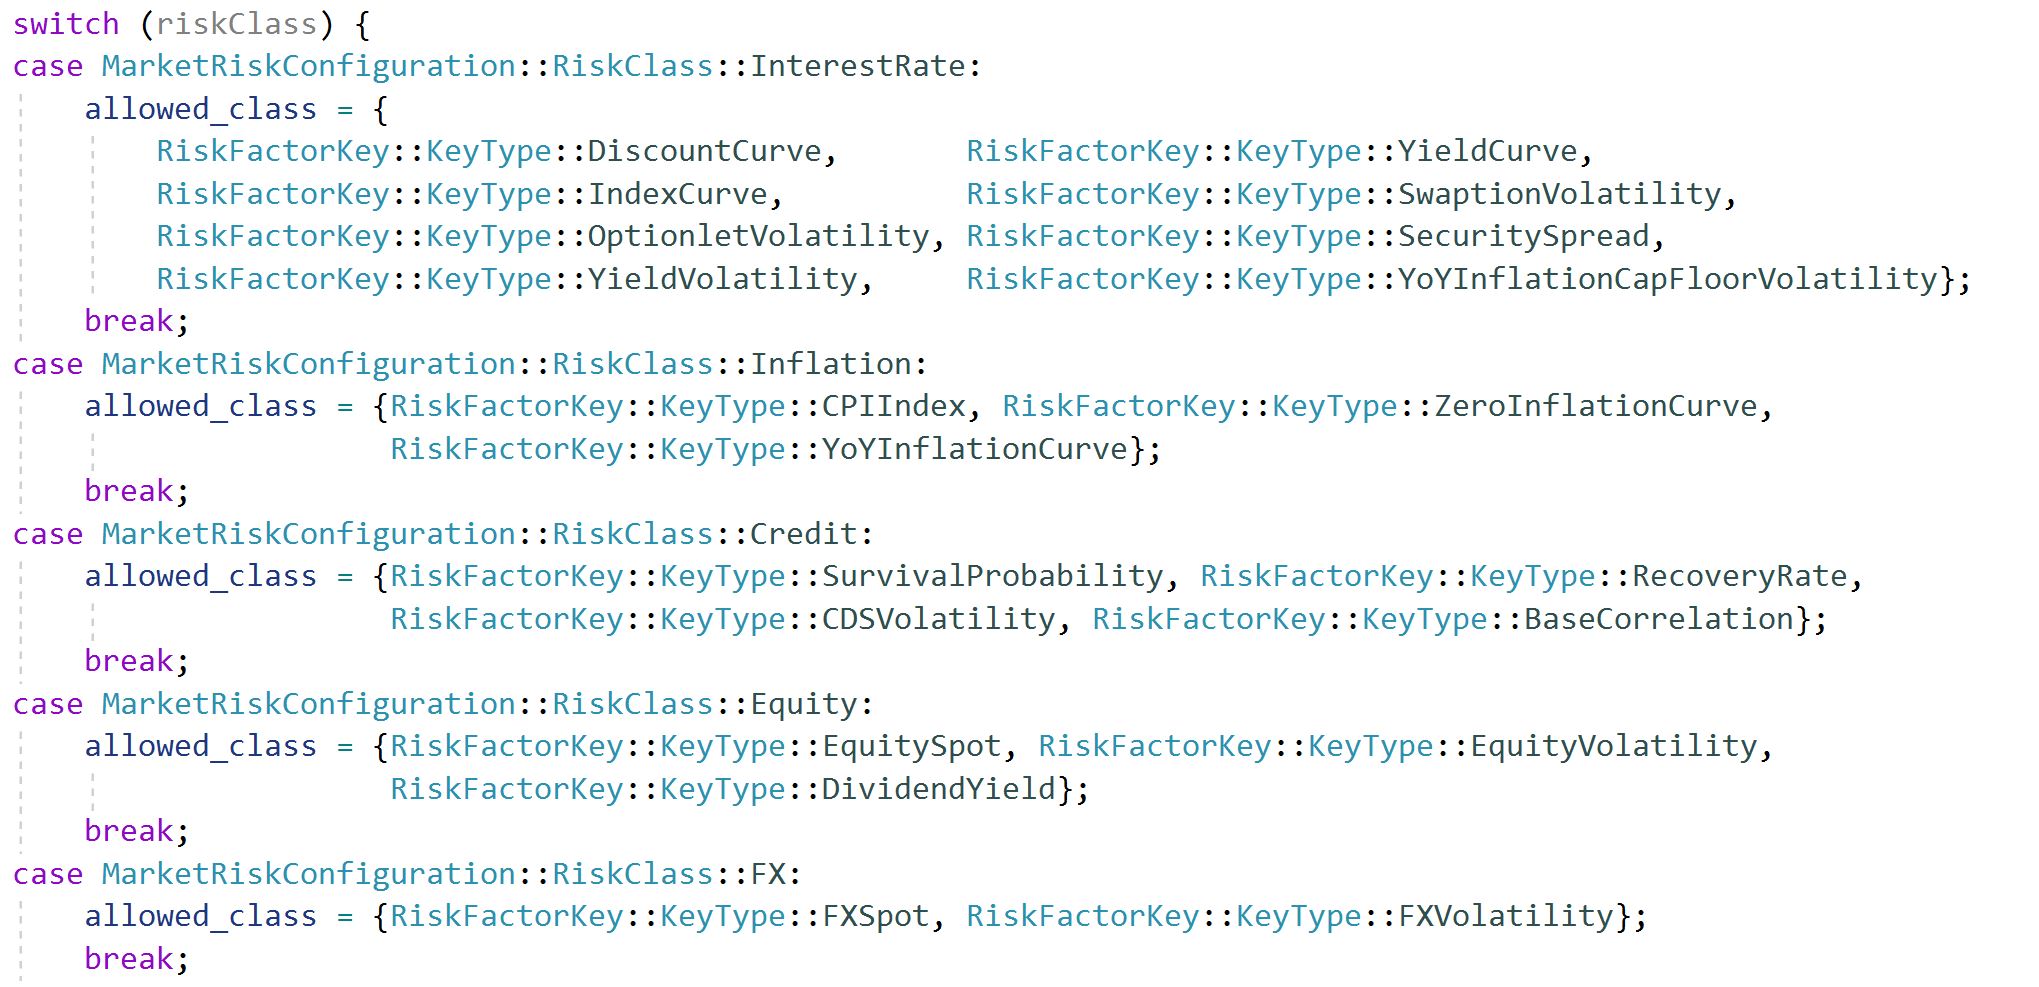 switch (riskClass) {
case MarketRiskConfiguration::RiskClass::InterestRate:
    allowed_class = {
        RiskFactorKey::KeyType::DiscountCurve,       RiskFactorKey::KeyType::YieldCurve,
        RiskFactorKey::KeyType::IndexCurve,          RiskFactorKey::KeyType::SwaptionVolatility,
        RiskFactorKey::KeyType::OptionletVolatility, RiskFactorKey::KeyType::SecuritySpread,
        RiskFactorKey::KeyType::YieldVolatility,     RiskFactorKey::KeyType::YoYInflationCapFloorVolatility};
    break;
case MarketRiskConfiguration::RiskClass::Inflation:
    allowed_class = {RiskFactorKey::KeyType::CPIIndex, RiskFactorKey::KeyType::ZeroInflationCurve,
                     RiskFactorKey::KeyType::YoYInflationCurve};
    break;
case MarketRiskConfiguration::RiskClass::Credit:
    allowed_class = {RiskFactorKey::KeyType::SurvivalProbability, RiskFactorKey::KeyType::RecoveryRate,
                     RiskFactorKey::KeyType::CDSVolatility, RiskFactorKey::KeyType::BaseCorrelation};
    break;
case MarketRiskConfiguration::RiskClass::Equity:
    allowed_class = {RiskFactorKey::KeyType::EquitySpot, RiskFactorKey::KeyType::EquityVolatility,
                     RiskFactorKey::KeyType::DividendYield};
    break;
case MarketRiskConfiguration::RiskClass::FX:
    allowed_class = {RiskFactorKey::KeyType::FXSpot, RiskFactorKey::KeyType::FXVolatility};
    break;